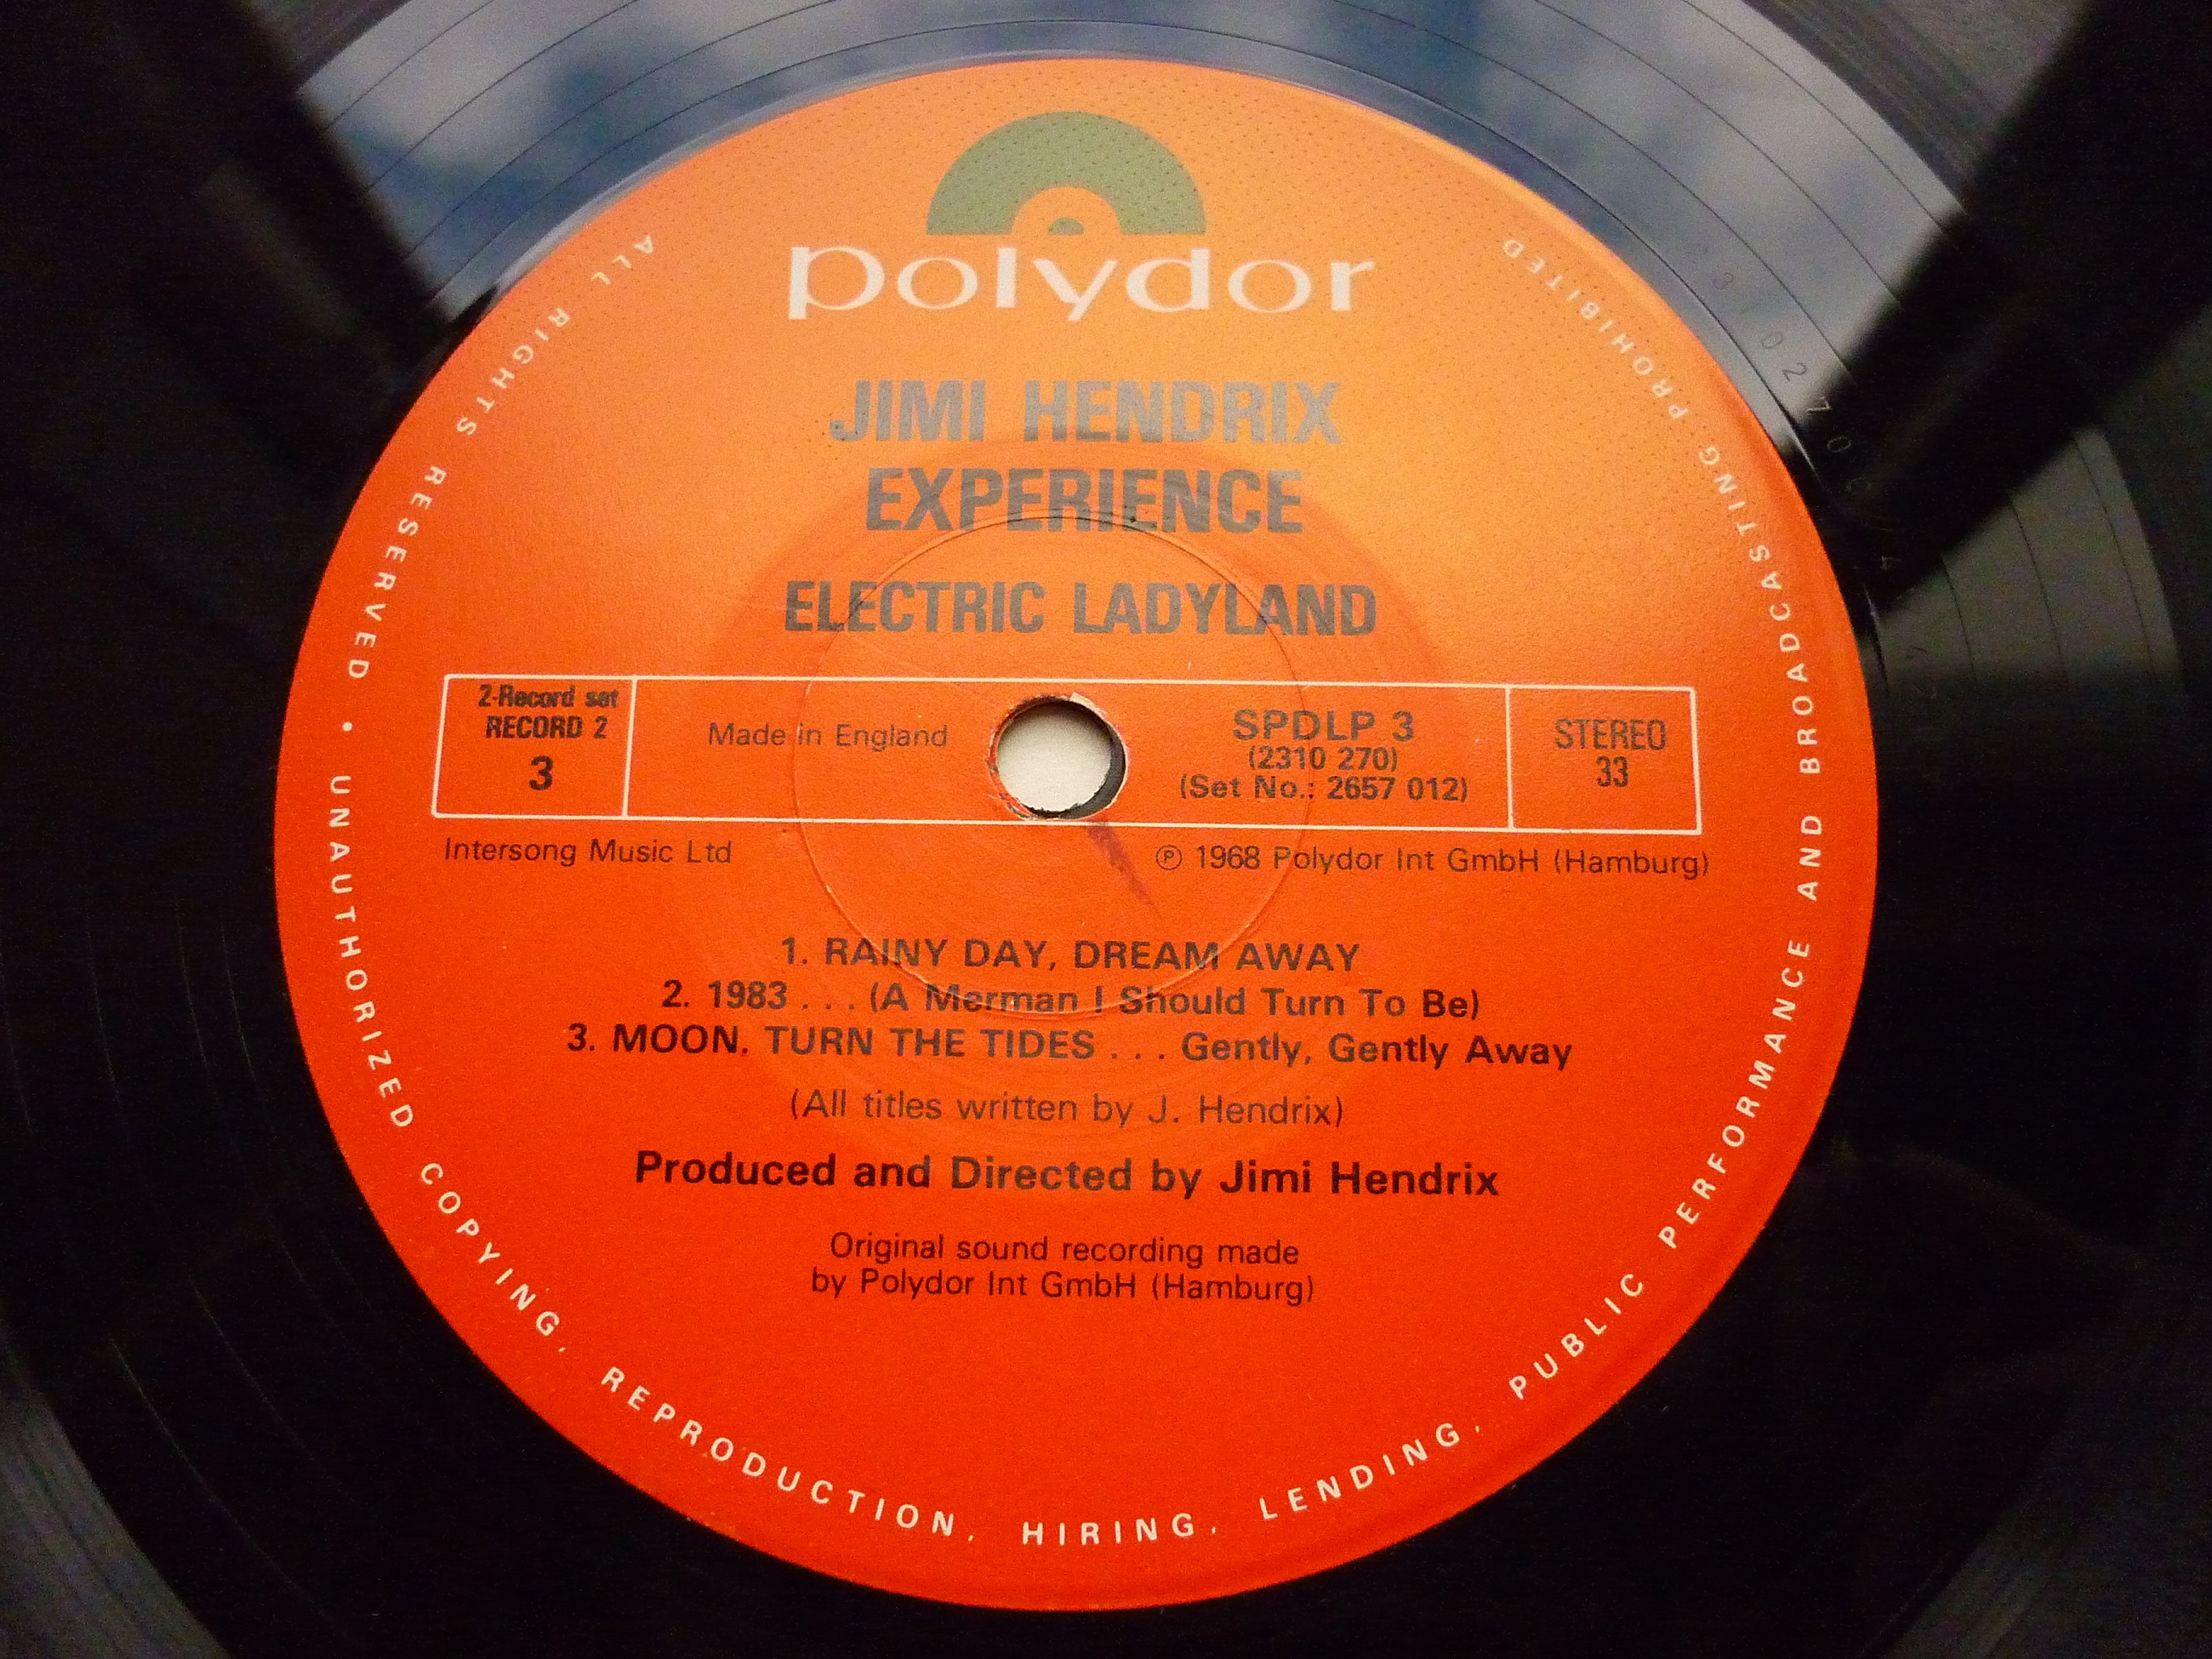 polydor
JIMI HENDRIX
EXPERIENCE
ELECTRIC LADYLAND
2-Record set
RECORD 2
3
Made in England
SPDLP 3
(2310 270)
(Set No.: 2657 012)
STEREO
33
Intersong Music Ltd
℗ 1968 Polydor Int GmbH (Hamburg)
1. RAINY DAY, DREAM AWAY
2. 1983 . . . (A Merman I Should Turn To Be)
3. MOON, TURN THE TIDES . . . Gently, Gently Away
(All titles written by J. Hendrix)
Produced and Directed by Jimi Hendrix
Original sound recording made
by Polydor Int GmbH (Hamburg)
ALL RIGHTS RESERVED • UNAUTHORIZED COPYING, REPRODUCTION, HIRING, LENDING, PUBLIC PERFORMANCE AND BROADCASTING PROHIBITED